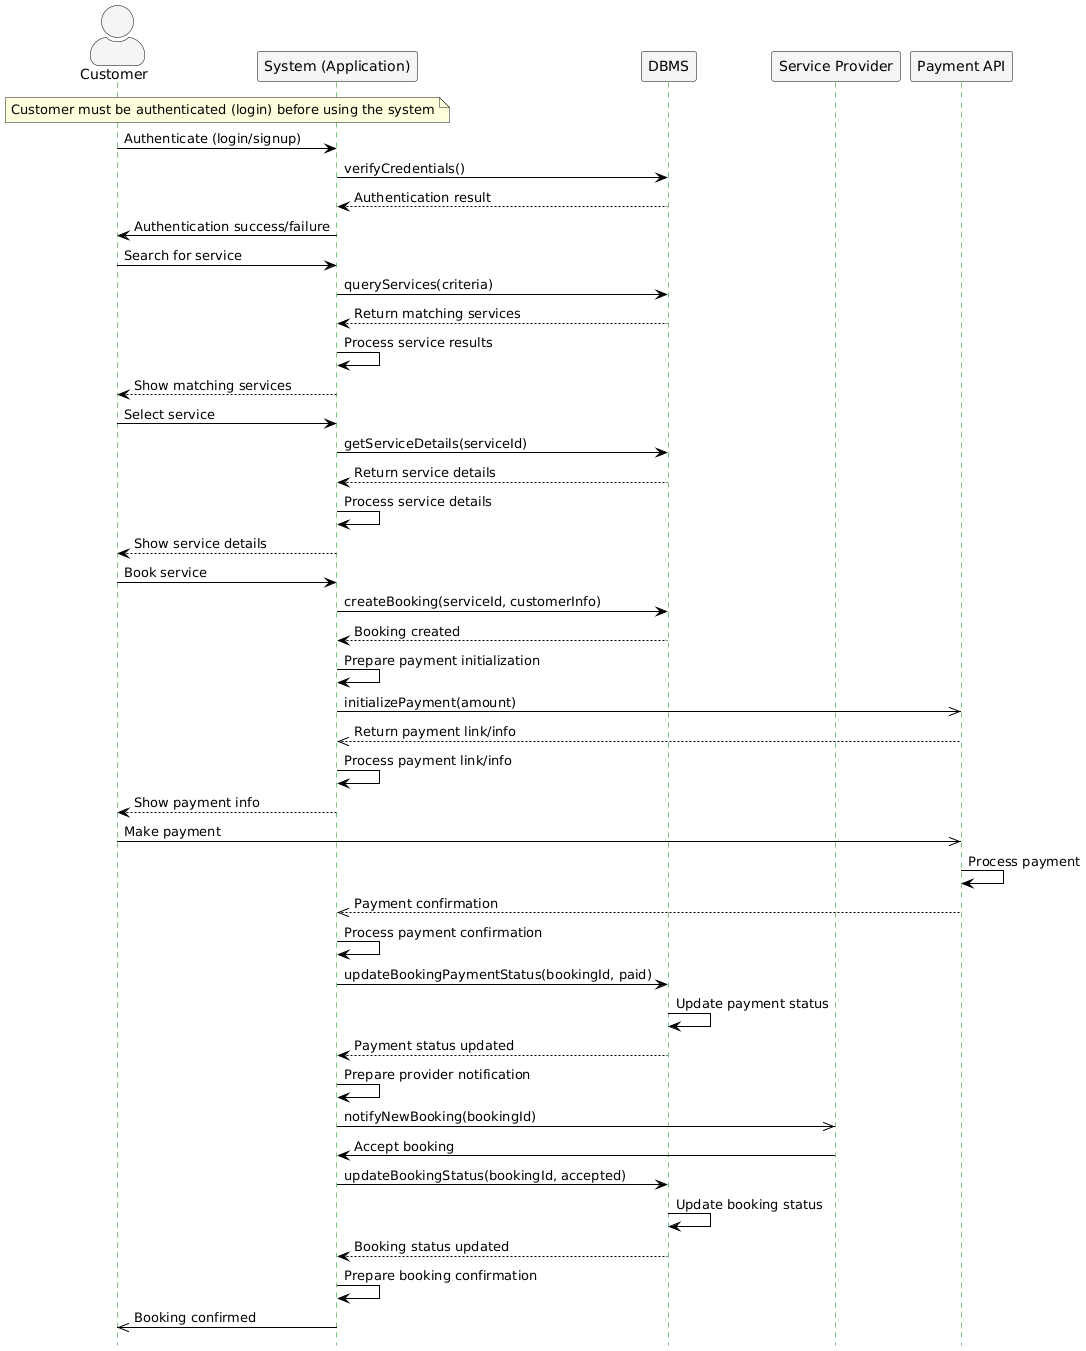 Customer
System (Application)
DBMS
Service Provider
Payment API
Customer must be authenticated (login) before using the system
Authenticate (login/signup)
verifyCredentials()
Authentication result
Authentication success/failure
Search for service
queryServices(criteria)
Return matching services
Process service results
Show matching services
Select service
getServiceDetails(serviceId)
Return service details
Process service details
Show service details
Book service
createBooking(serviceId, customerInfo)
Booking created
Prepare payment initialization
initializePayment(amount)
Return payment link/info
Process payment link/info
Show payment info
Make payment
Process payment
Payment confirmation
Process payment confirmation
updateBookingPaymentStatus(bookingId, paid)
Update payment status
Payment status updated
Prepare provider notification
notifyNewBooking(bookingId)
Accept booking
updateBookingStatus(bookingId, accepted)
Update booking status
Booking status updated
Prepare booking confirmation
Booking confirmed